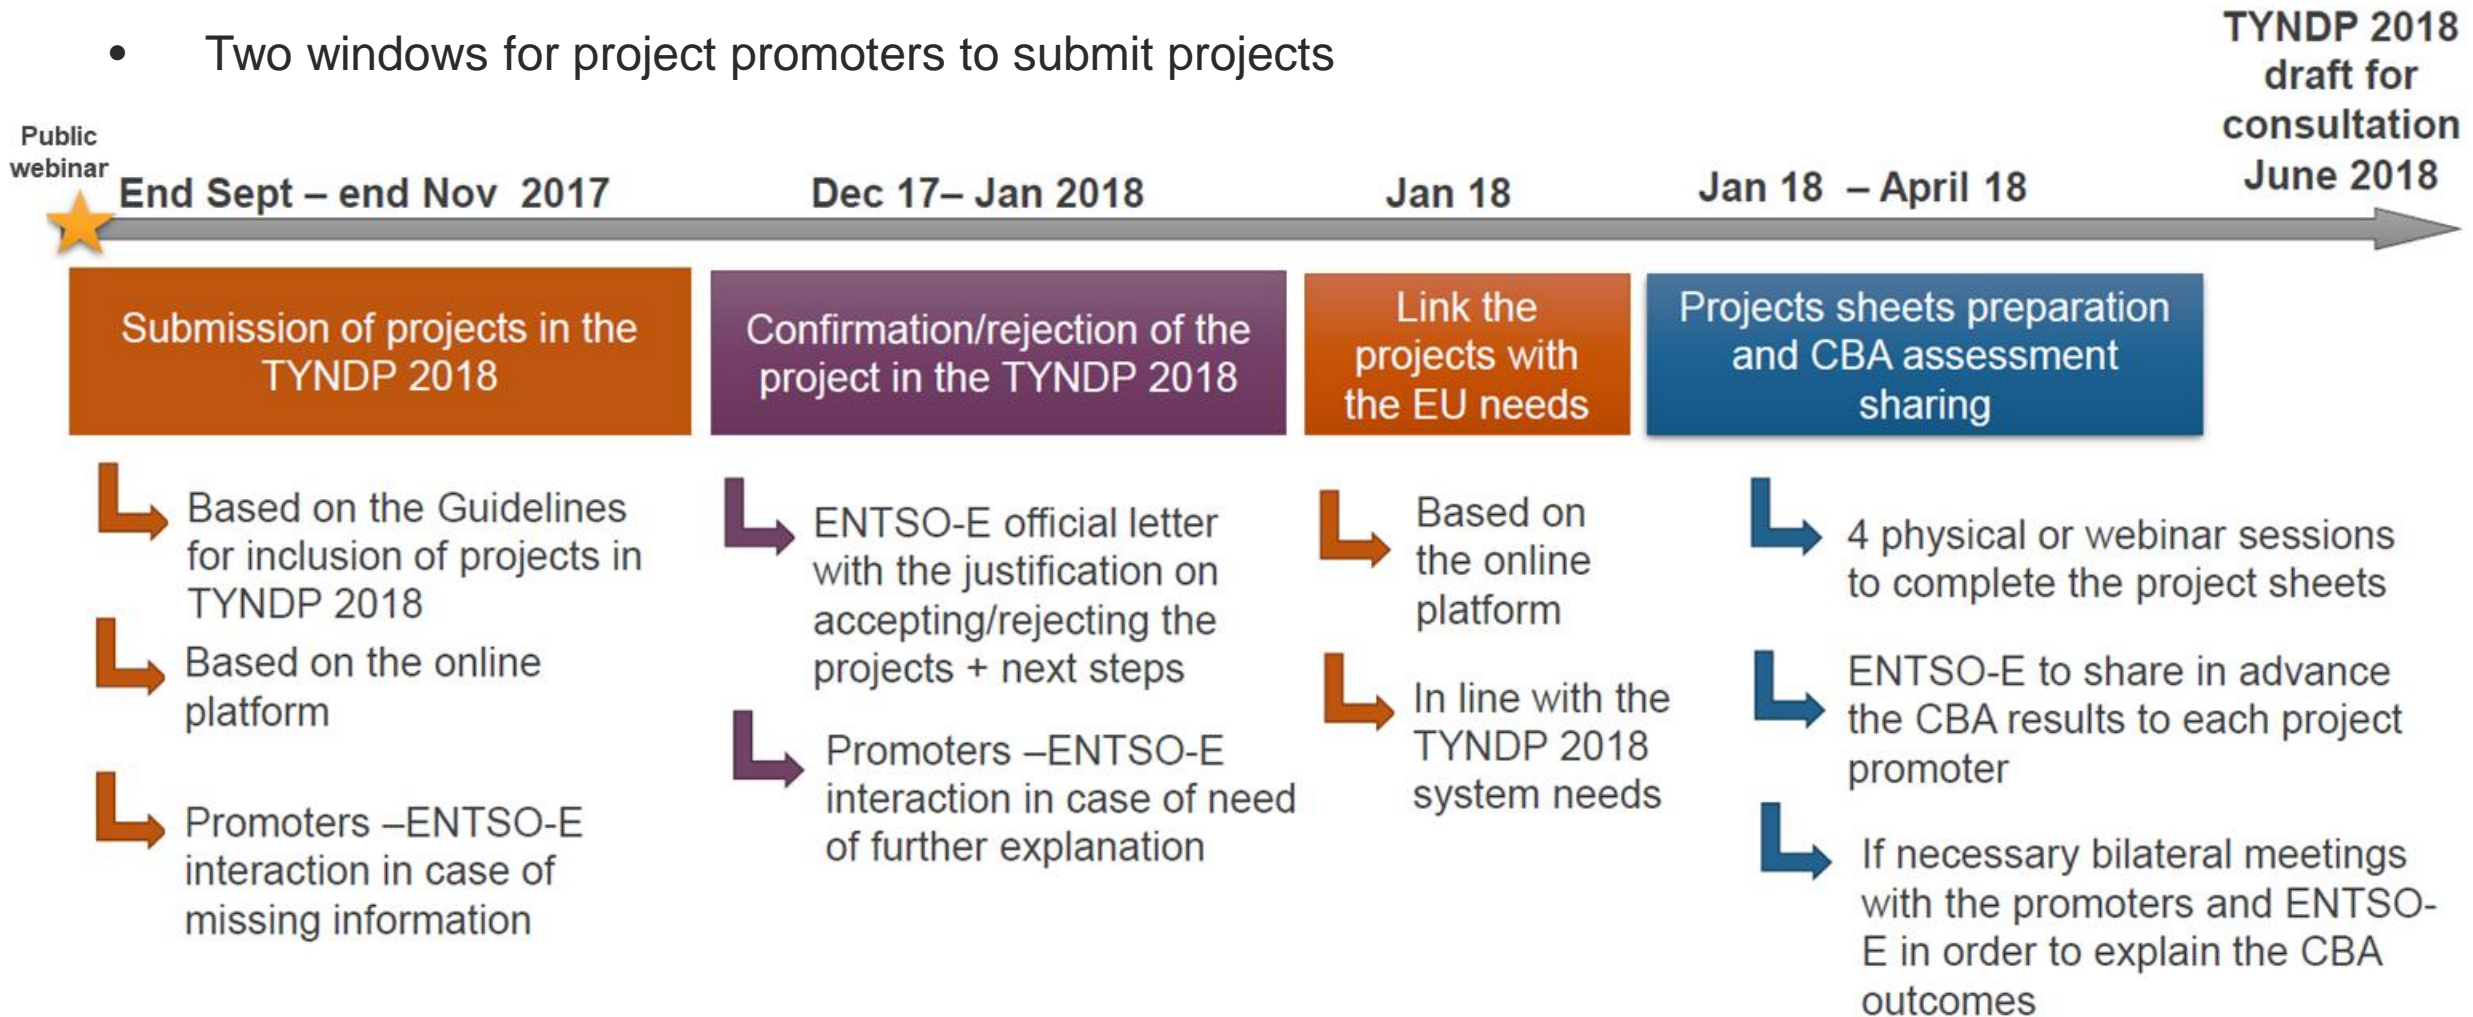 • Two windows for project promoters to submit projects
TYNDP 2018
draft for
consultation
June 2018
Public
webinar
End Sept – end Nov 2017
Dec 17– Jan 2018
Jan 18
Jan 18 – April 18
Submission of projects in the
TYNDP 2018
Based on the Guidelines
for inclusion of projects in
TYNDP 2018
Based on the online
platform
Promoters –ENTSO-E
interaction in case of
missing information
Confirmation/rejection of the
project in the TYNDP 2018
ENTSO-E official letter
with the justification on
accepting/rejecting the
projects + next steps
Promoters –ENTSO-E
interaction in case of need
of further explanation
Link the
projects with
the EU needs
Based on
the online
platform
In line with the
TYNDP 2018
system needs
Projects sheets preparation
and CBA assessment
sharing
4 physical or webinar sessions
to complete the project sheets
ENTSO-E to share in advance
the CBA results to each project
promoter
If necessary bilateral meetings
with the promoters and ENTSO-
E in order to explain the CBA
outcomes